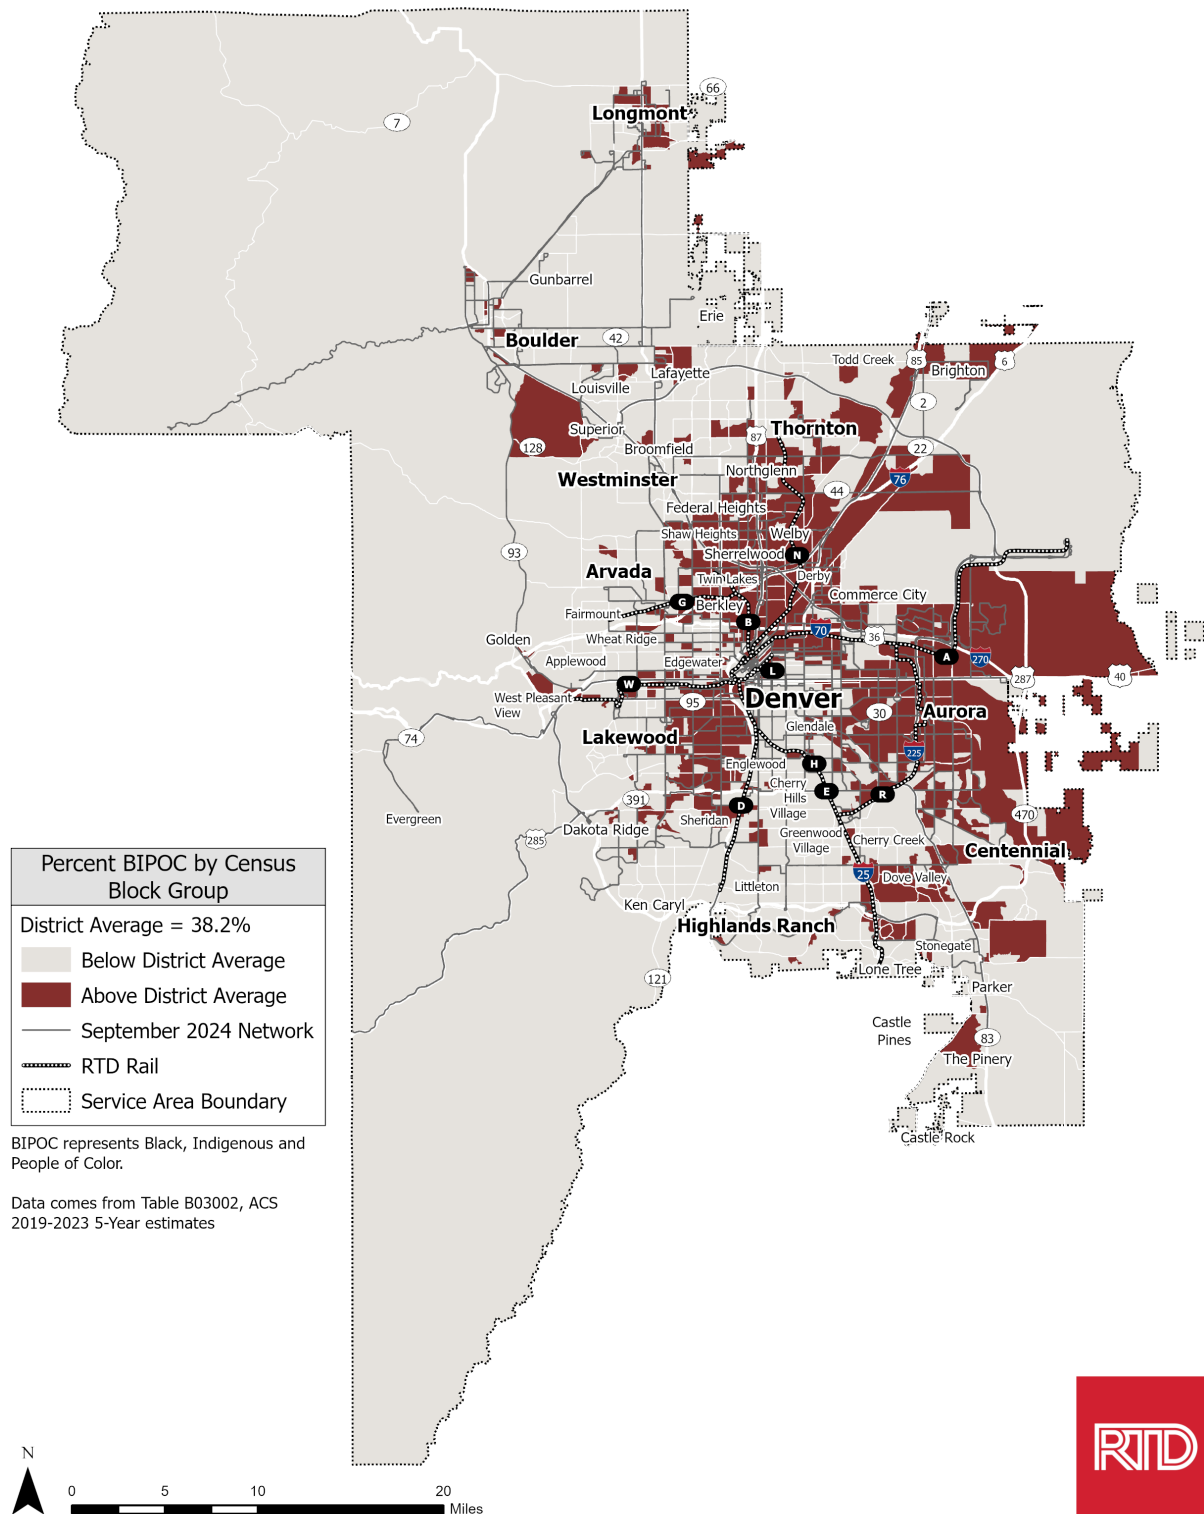 66
Longmont
7
Gunbarrel
Erie
Boulder
42
Todd Creek
85
6
Brighton
Lafayette
Louisville
2
Superior
87
Thornton
128
Broomfield
22
Northglenn
Westminster
76
44
Federal Heights
Shaw Heights
Welby
93
Sherrelwood
N
Arvada
Twin Lakes
Derby
Commerce City
G
Berkley
Fairmount
B
70
36
Golden
Wheat Ridge
A
270
Applewood
Edgewater
L
287
40
W
West Pleasant
View
95
Denver
30
Aurora
74
Lakewood
Glendale
225
Englewood
H
Cherry
Hills
Village
E
R
391
D
470
Evergreen
Sheridan
285
Dakota Ridge
Greenwood
Village
Cherry Creek
Centennial
25
Dove Valley
Littleton
Ken Caryl
Highlands Ranch
Stonegate
Lone Tree
121
Parker
Castle
Pines
83
The Pinery
Castle Rock
Percent BIPOC by Census
Block Group
District Average = 38.2%
Below District Average
Above District Average
September 2024 Network
RTD Rail
Service Area Boundary
BIPOC represents Black, Indigenous and
People of Color.
Data comes from Table B03002, ACS
2019-2023 5-Year estimates
N
0 5 10 20
Miles
RTD